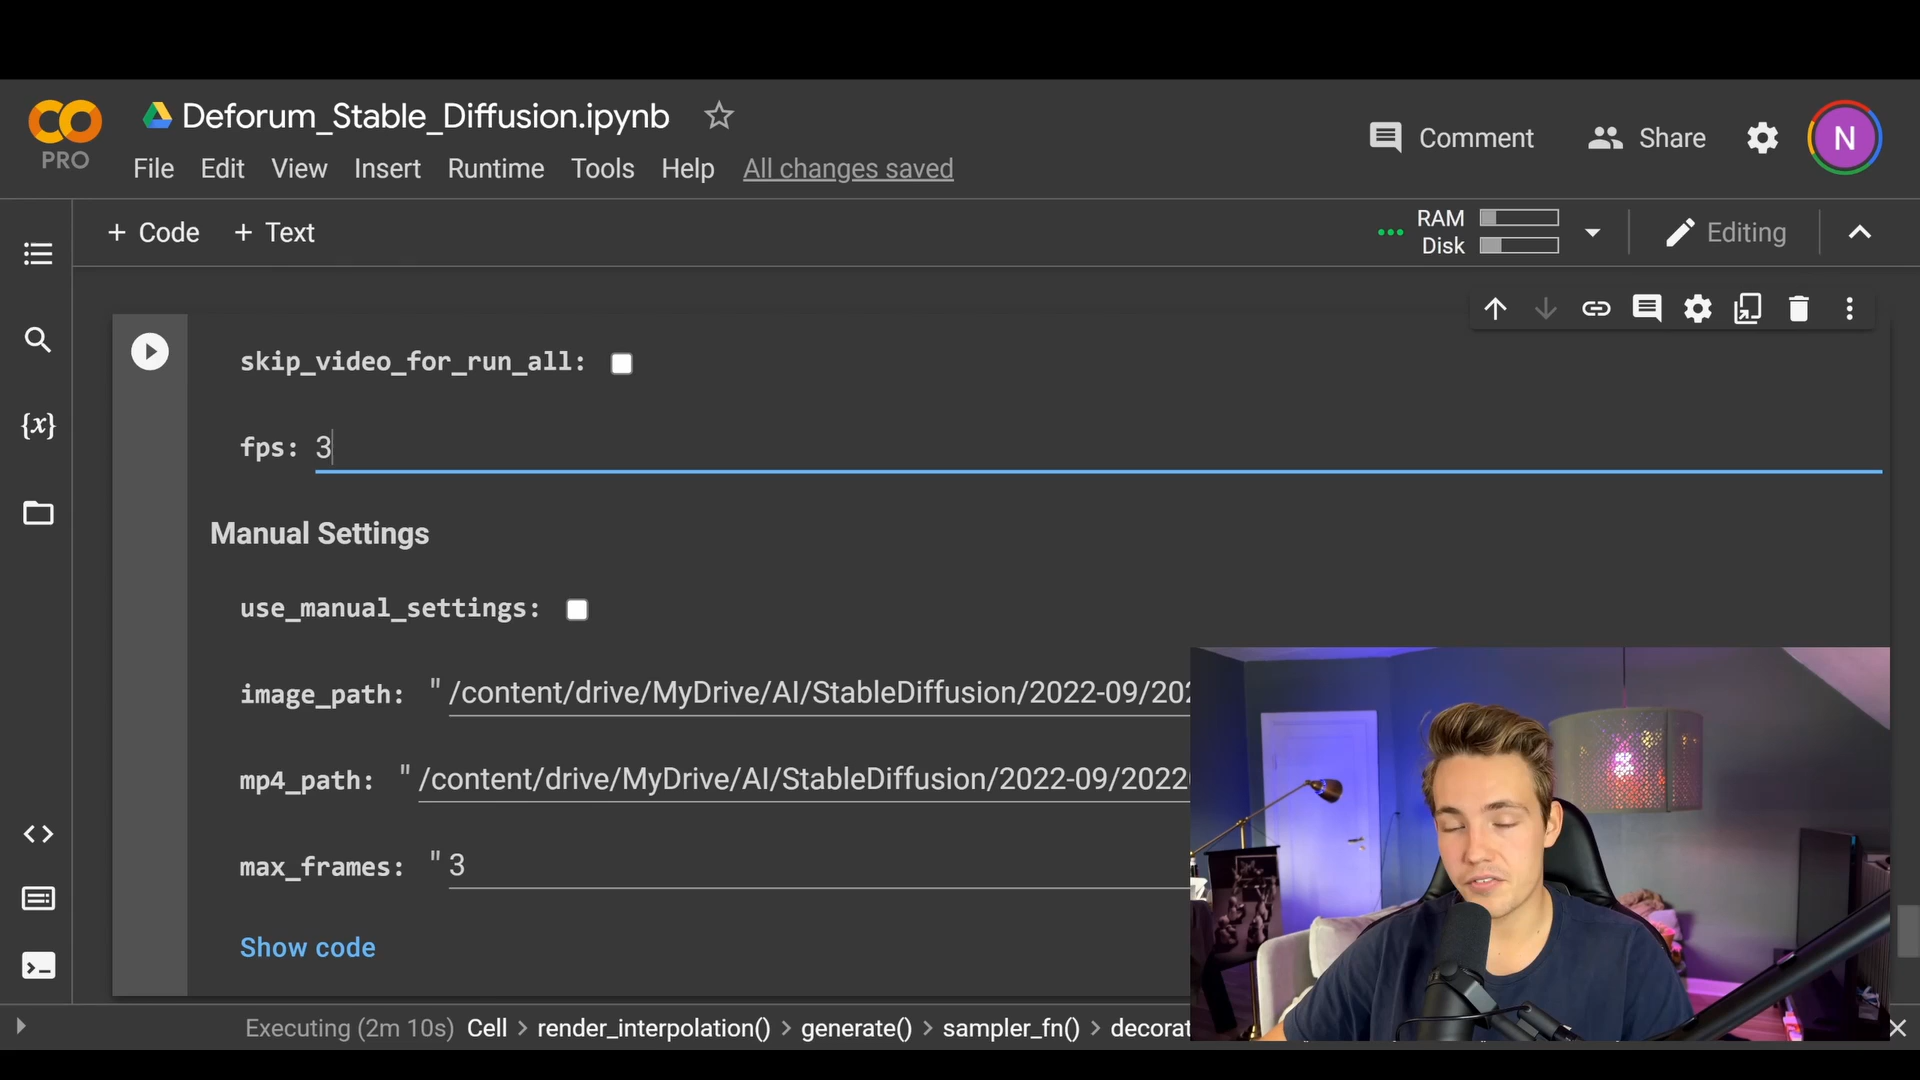 Deforum_Stable_Diffusion.ipynb
PRO
File Edit View Insert Runtime Tools Help All changes saved
Comment Share N
+ Code + Text
RAM
Disk
Editing
{x}
skip_video_for_run_all:
fps: 3
Manual Settings
use_manual_settings:
image_path: "/content/drive/MyDrive/AI/StableDiffusion/2022-09/202
mp4_path: "/content/drive/MyDrive/AI/StableDiffusion/2022-09/2022
max_frames: "3
Show code
Executing (2m 10s) Cell > render_interpolation() > generate() > sampler_fn() > decorat